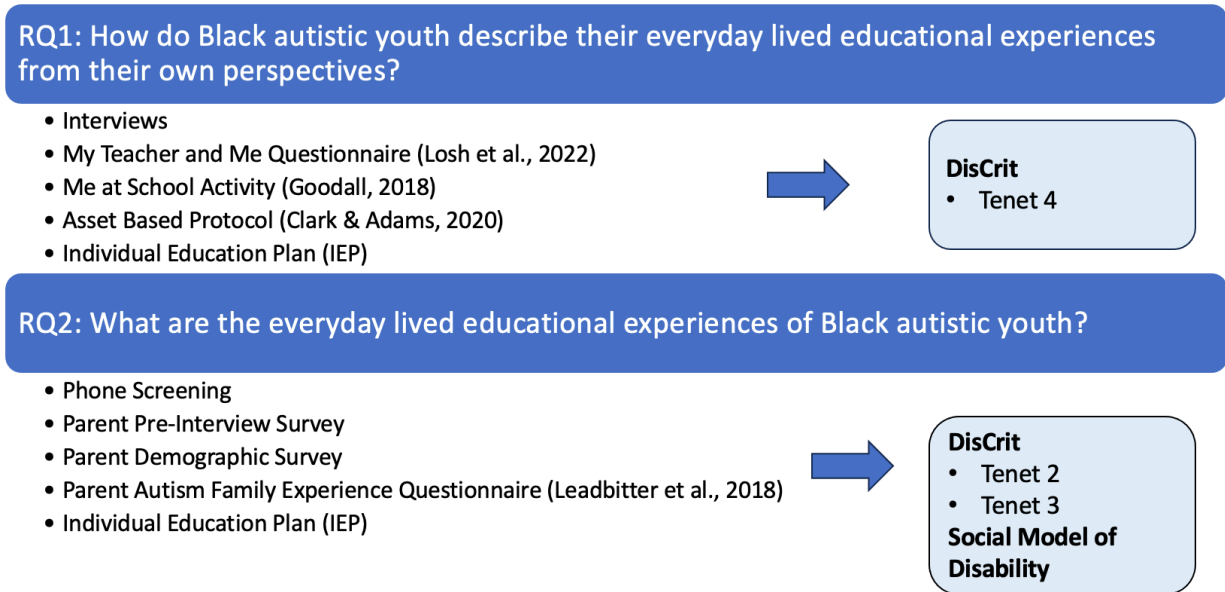 RQ1: How do Black autistic youth describe their everyday lived educational experiences
from their own perspectives?
• Interviews
• My Teacher and Me Questionnaire (Losh et al., 2022)
• Me at School Activity (Goodall, 2018)
• Asset Based Protocol (Clark & Adams, 2020)
• Individual Education Plan (IEP)
DisCrit
• Tenet 4
RQ2: What are the everyday lived educational experiences of Black autistic youth?
• Phone Screening
• Parent Pre-Interview Survey
• Parent Demographic Survey
• Parent Autism Family Experience Questionnaire (Leadbitter et al., 2018)
• Individual Education Plan (IEP)
DisCrit
• Tenet 2
• Tenet 3
Social Model of
Disability